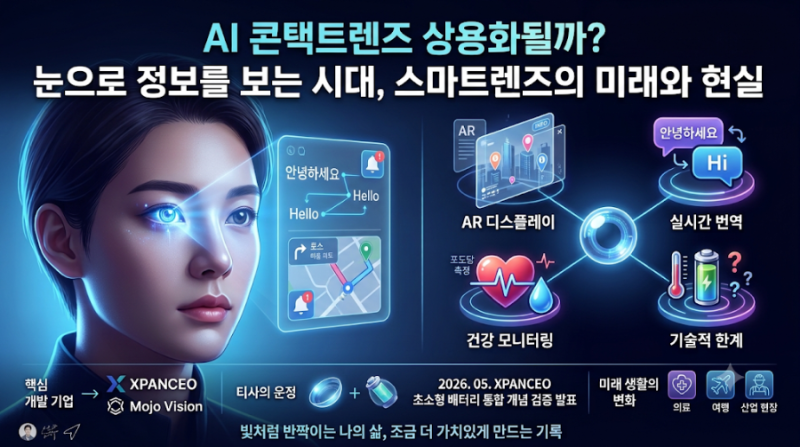 AI 콘택트렌즈 상용화될까?
눈으로 정보를 보는 시대, 스마트렌즈의 미래와 현실
안녕하세요
Hello
Hello
AR
AR 디스플레이
안녕하세요
Hi
실시간 번역
포도담
측정
건강 모니터링
???
기술적 한계
핵심
개발 기업
XPANCEO
Mojo Vision
티사의 운정
+
2026. 05. XPANCEO
초소형 배터리 통합 개념 검증 발표
미래 생활의
변화
의료
여행
산업 현장
빛처럼 반짝이는 나의 삶, 조금 더 가치있게 만드는 기록